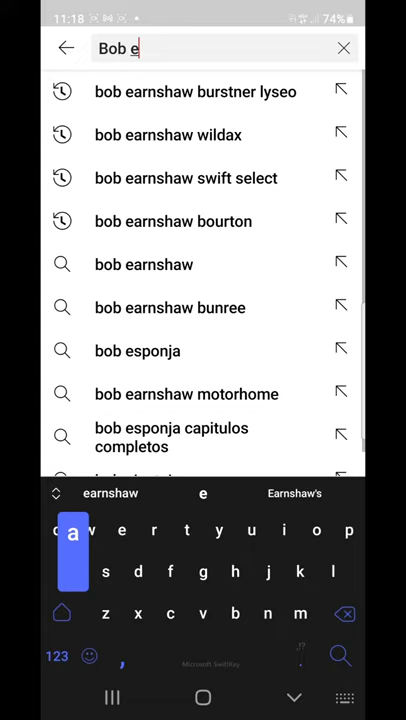 11:18 74%
Bob e
bob earnshaw burstner lyseo
bob earnshaw wildax
bob earnshaw swift select
bob earnshaw bourton
bob earnshaw
bob earnshaw bunree
bob esponja
bob earnshaw motorhome
bob esponja capitulos
completos
earnshaw e Earnshaw's
w e r t y u i o p
a s d f g h j k l
z x c v b n m
123 , Microsoft SwiftKey .